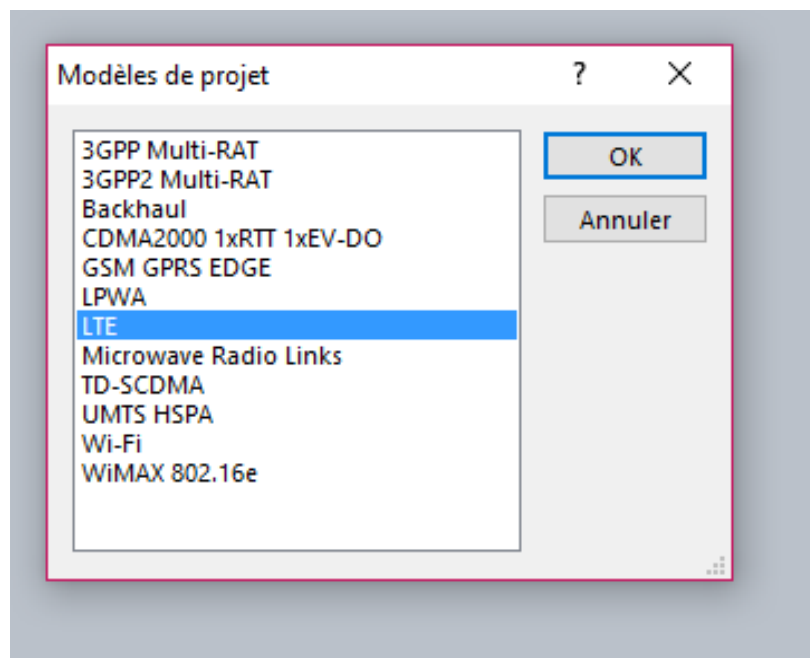 Modèles de projet
?
3GPP Multi-RAT
3GPP2 Multi-RAT
Backhaul
CDMA2000 1xRTT 1xEV-DO
GSM GPRS EDGE
LPWA
LTE
Microwave Radio Links
TD-SCDMA
UMTS HSPA
Wi-Fi
WiMAX 802.16e
OK
Annuler